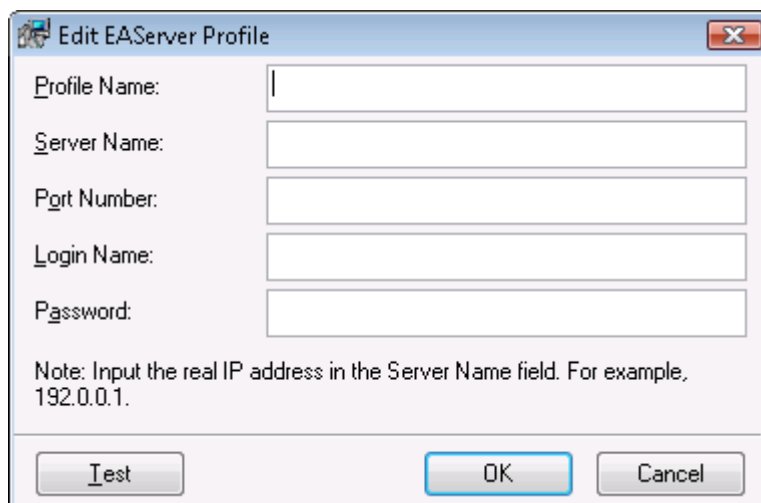 Edit EAServer Profile
Profile Name:
Server Name:
Port Number:
Login Name:
Password:
Note: Input the real IP address in the Server Name field. For example,
192.0.0.1.
Test OK Cancel